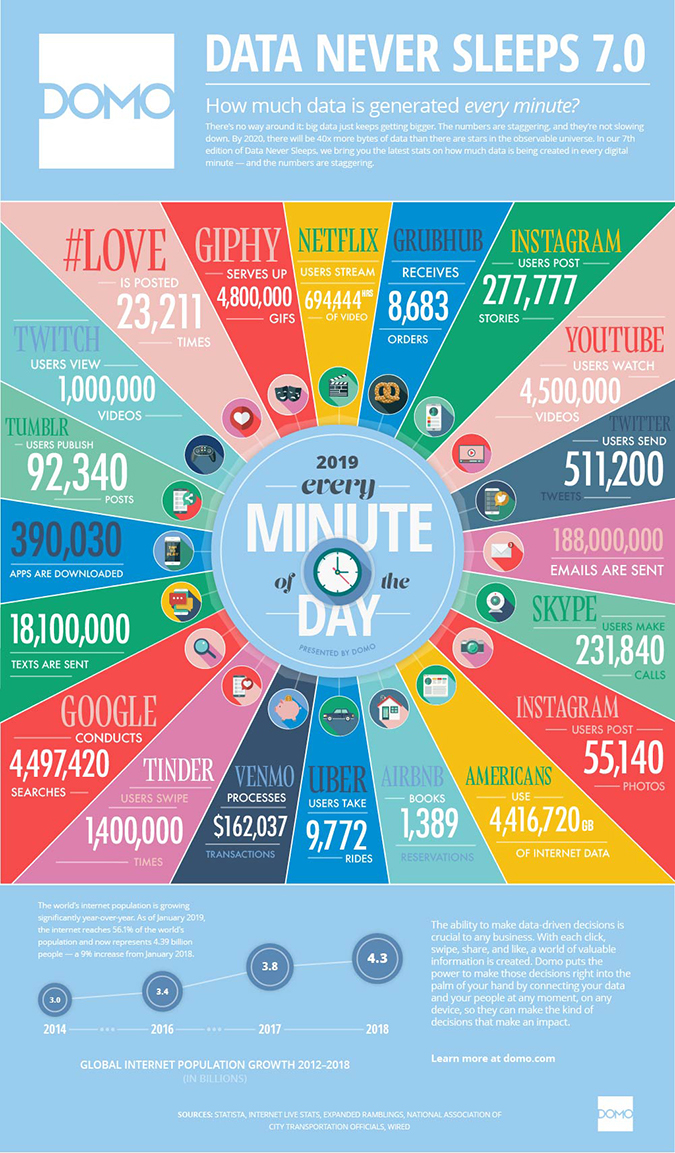 DOMO
DATA NEVER SLEEPS 7.0
How much data is generated every minute?
There's no way around it: big data just keeps getting bigger. The numbers are staggering, and they're not slowing
down. By 2020, there will be 40x more bytes of data than there are stars in the observable universe. In our 7th
edition of Data Never Sleeps, we bring you the latest stats on how much data is being created in every digital
minute — and the numbers are staggering.
#LOVE
IS POSTED
23,211
TIMES
GIPHY
SERVES UP
4,800,000
GIFS
NETFLIX
USERS STREAM
694,444 HRS
OF VIDEO
GRUBHUB
RECEIVES
8,683
ORDERS
INSTAGRAM
USERS POST
277,777
STORIES
YOUTUBE
USERS WATCH
4,500,000
VIDEOS
TWITTER
USERS SEND
511,200
TWEETS
188,000,000
EMAILS ARE SENT
SKYPE
USERS MAKE
231,840
CALLS
INSTAGRAM
USERS POST
55,140
PHOTOS
AMERICANS
USE
4,416,720 GB
OF INTERNET DATA
AIRBNB
BOOKS
1,389
RESERVATIONS
UBER
USERS TAKE
9,772
RIDES
VENMO
PROCESSES
$162,037
TRANSACTIONS
TINDER
USERS SWIPE
1,400,000
TIMES
GOOGLE
CONDUCTS
4,497,420
SEARCHES
18,100,000
TEXTS ARE SENT
390,030
APPS ARE DOWNLOADED
TUMBLR
USERS PUBLISH
92,340
POSTS
TWITCH
USERS VIEW
1,000,000
VIDEOS
2019
every
MINUTE
of the
DAY
PRESENTED BY DOMO
The world's internet population is growing
significantly year-over-year. As of January 2019,
the internet reaches 56.1% of the world's
population and now represents 4.39 billion
people — a 9% increase from January 2018.
3.0
3.4
3.8
4.3
2014
2016
2017
2018
GLOBAL INTERNET POPULATION GROWTH 2012–2018
(IN BILLIONS)
The ability to make data-driven decisions is
crucial to any business. With each click,
swipe, share, and like, a world of valuable
information is created. Domo puts the
power to make those decisions right into the
palm of your hand by connecting your data
and your people at any moment, on any
device, so they can make the kind of
decisions that make an impact.
Learn more at domo.com
SOURCES: STATISTA, INTERNET LIVE STATS, EXPANDED RAMBLINGS, NATIONAL ASSOCIATION OF
CITY TRANSPORTATION OFFICIALS, WIRED
DOMO